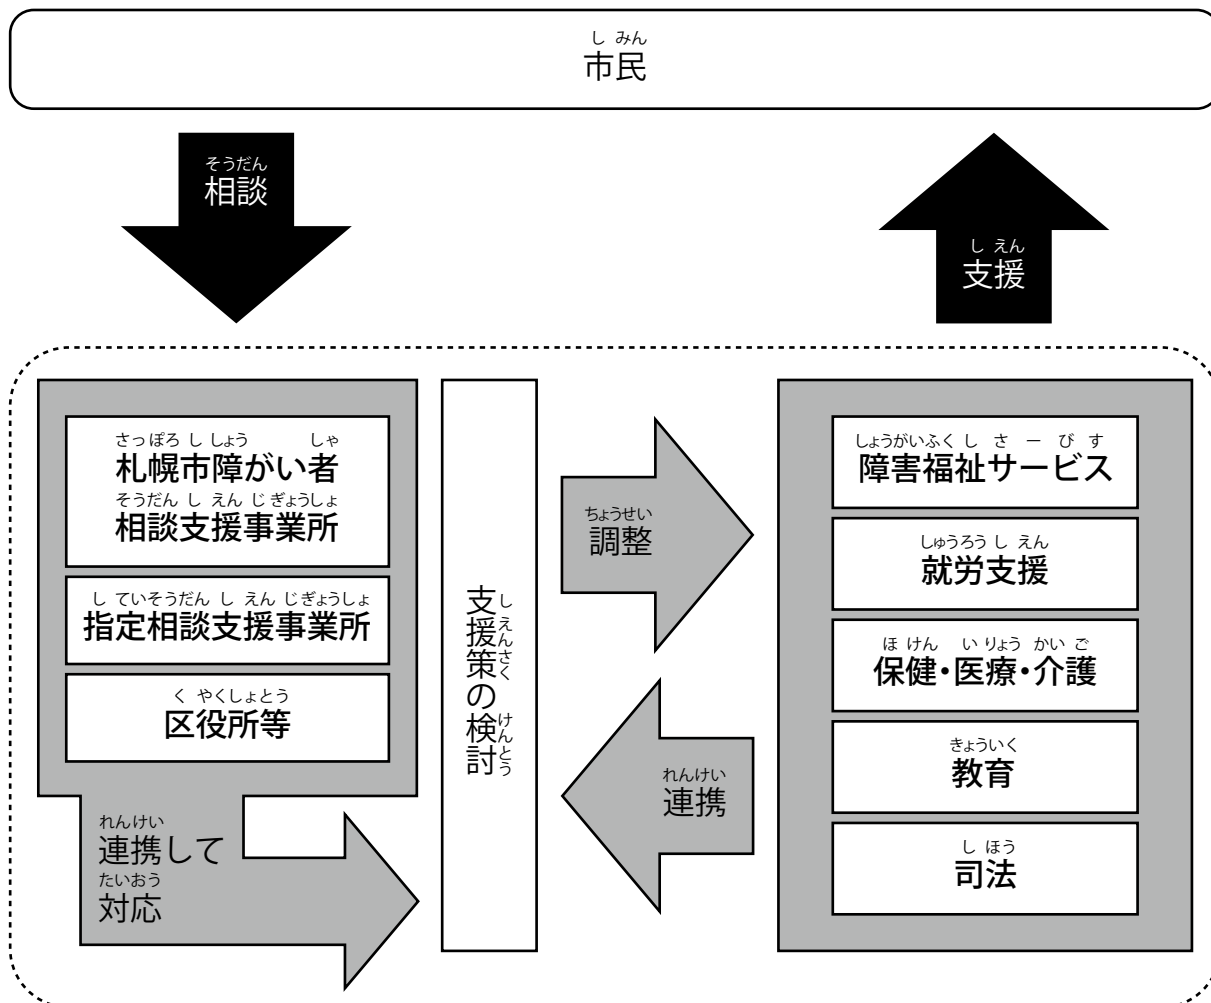 し みん
市民
そうだん
相談
し えん
支援
さっぽろ し しょう しゃ
札幌市障がい者
そうだん し えん じ ぎょうしょ
相談支援事業所
し ていそうだん し えん じぎょうしょ
指定相談支援事業所
く やくしょとう
区役所等
れんけい
連携して
たいおう
対応
支援策の検討
し えんさく けんとう
ちょうせい
調整
れんけい
連携
しょうがいふく し さ ー び す
障害福祉サービス
しゅうろう し えん
就労支援
ほ けん い りょう かい ご
保健・医療・介護
きょういく
教育
し ほう
司法